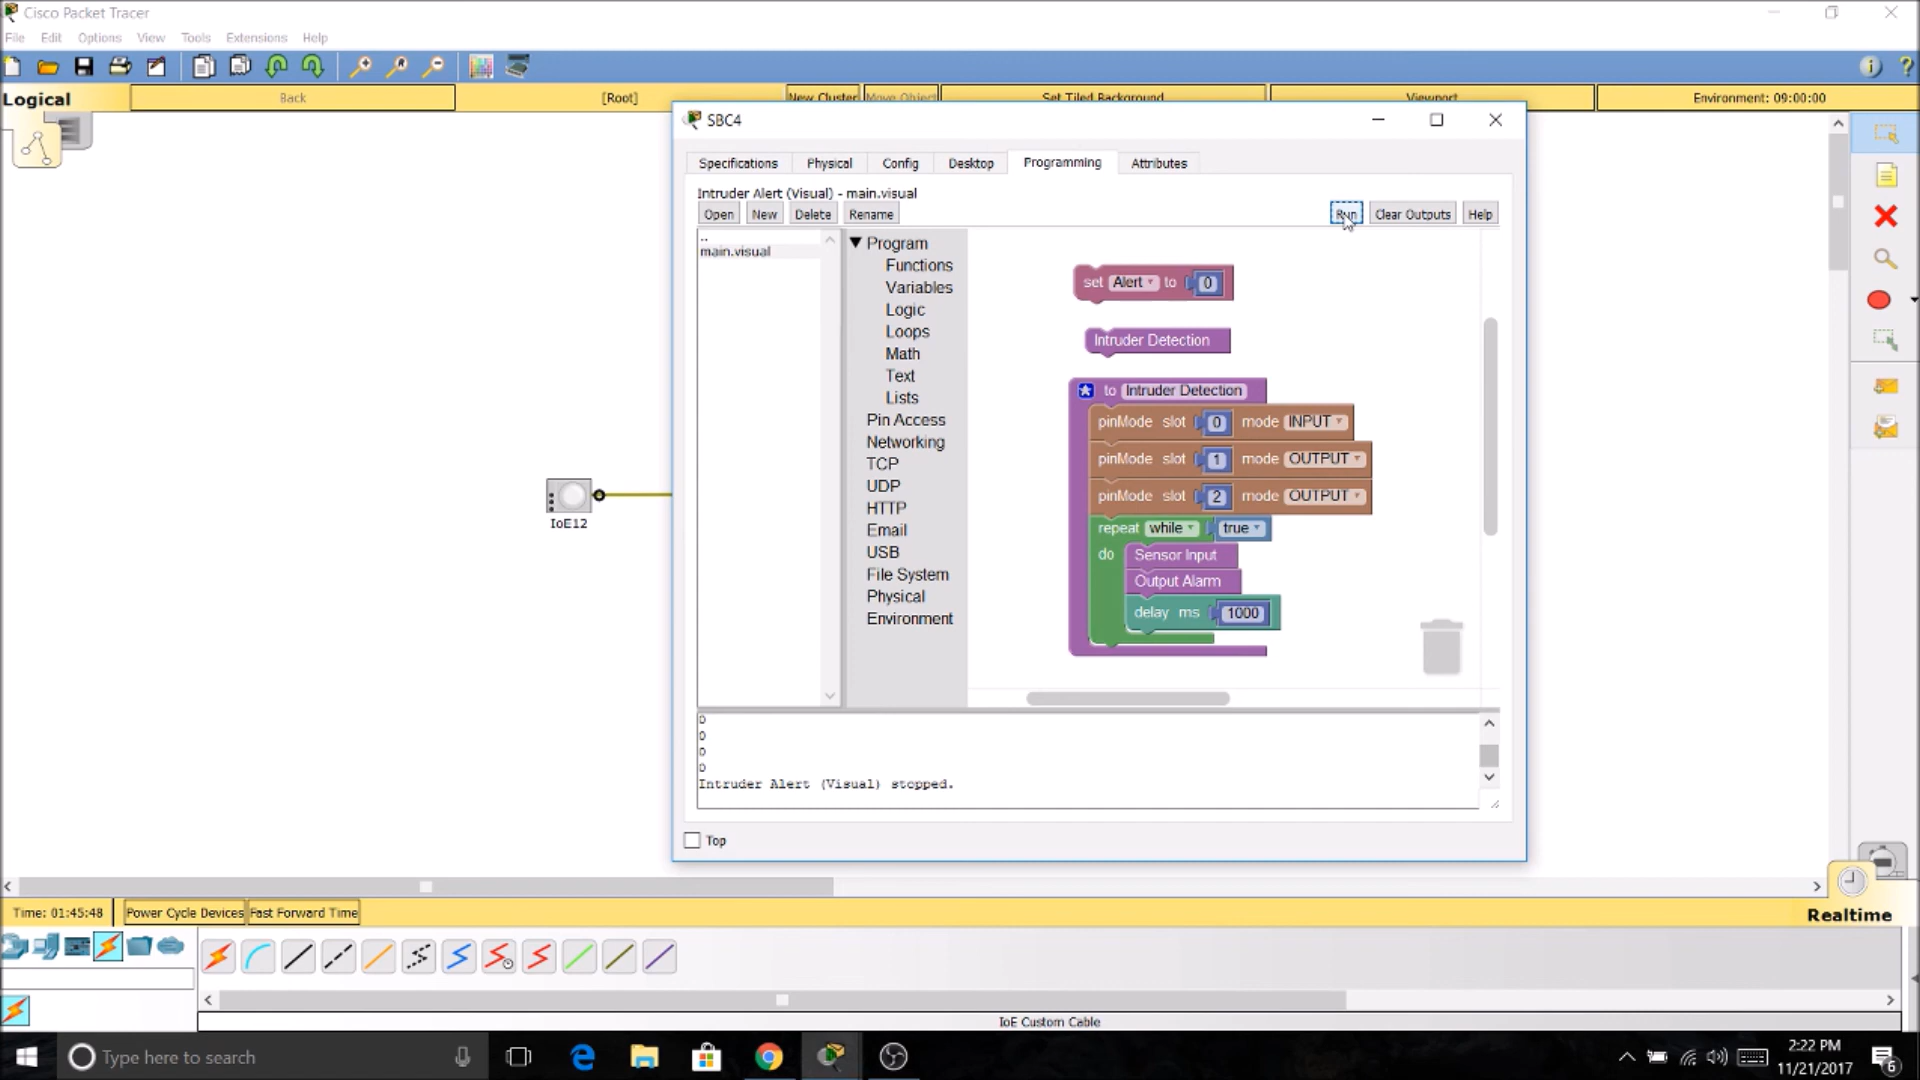 Cisco Packet Tracer
File Edit Options View Tools Extensions Help
Logical Back [Root] New Cluster Move Object Set Tiled Background Viewport Environment: 09:00:00
SBC4
Specifications Physical Config Desktop Programming Attributes
Intruder Alert (Visual) - main.visual
Open New Delete Rename Run Clear Outputs Help
..
main.visual
Program
Functions
Variables
Logic
Loops
Math
Text
Lists
Pin Access
Networking
TCP
UDP
HTTP
Email
USB
File System
Physical
Environment
set Alert to 0
Intruder Detection
to Intruder Detection
pinMode slot 0 mode INPUT
pinMode slot 1 mode OUTPUT
pinMode slot 2 mode OUTPUT
repeat while true
do Sensor Input
Output Alarm
delay ms 1000
IoE12
0
0
0
0
Intruder Alert (Visual) stopped.
Top
Time: 01:45:48 Power Cycle Devices Fast Forward Time Realtime
IoE Custom Cable
Type here to search
2:22 PM
11/21/2017
6